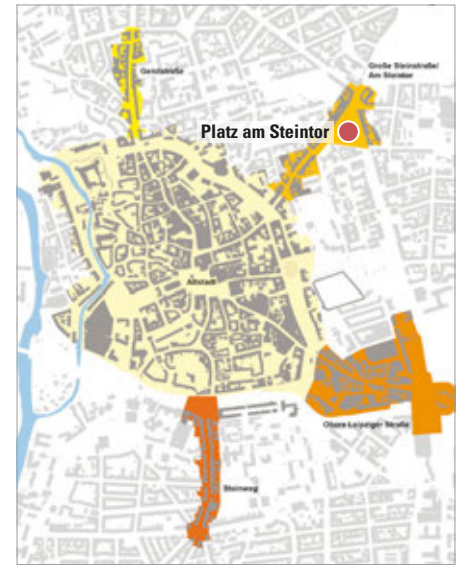 Geiststraße
Große Steinstraße/
Am Steintor
Platz am Steintor
Altstadt
Obere Leipziger Straße
Steinweg